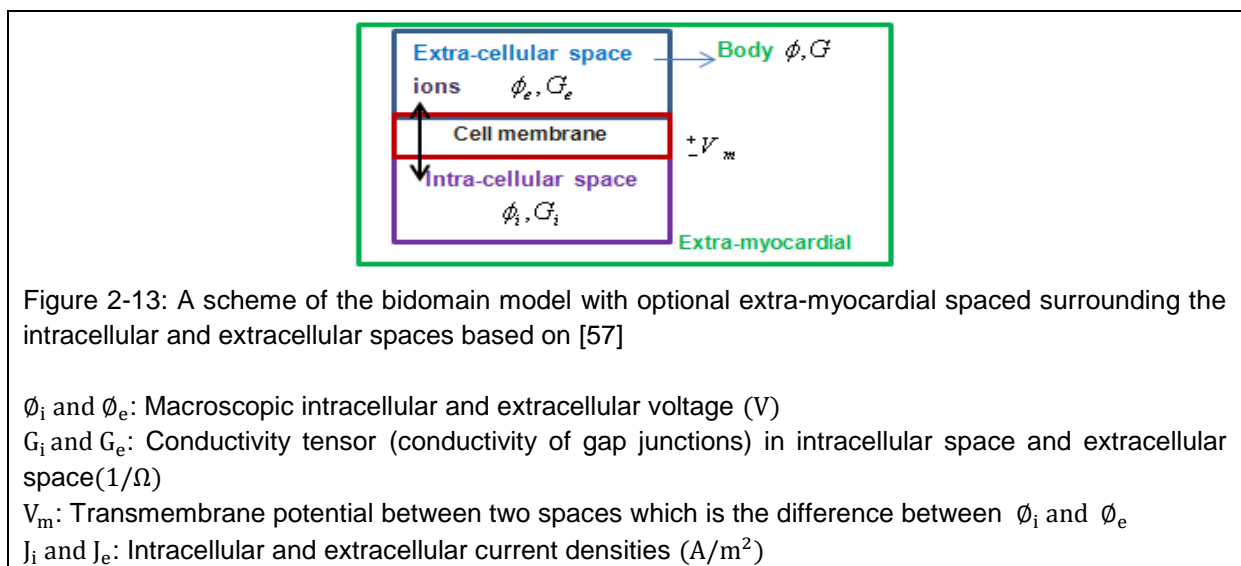 Extra-cellular space
Body ϕ,G
ions ϕₑ,Gₑ
Cell membrane
±Vₘ
Intra-cellular space
ϕᵢ,Gᵢ
Extra-myocardial
Figure 2-13: A scheme of the bidomain model with optional extra-myocardial spaced surrounding the
intracellular and extracellular spaces based on [57]
∅ᵢ and ∅ₑ: Macroscopic intracellular and extracellular voltage (V)
Gᵢ and Gₑ: Conductivity tensor (conductivity of gap junctions) in intracellular space and extracellular
space(1/Ω)
Vₘ: Transmembrane potential between two spaces which is the difference between ∅ᵢ and ∅ₑ
Jᵢ and Jₑ: Intracellular and extracellular current densities (A/m²)